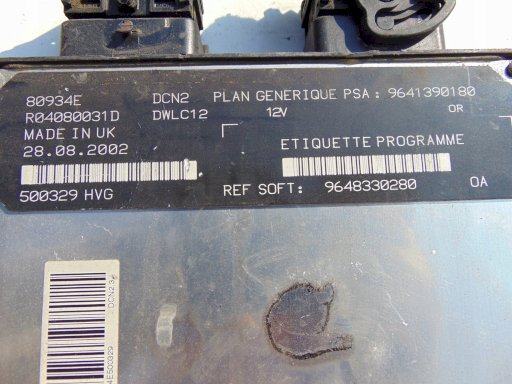 80934E DCN2 PLAN GENERIQUE PSA : 9641390180
R04080031D DWLC12 12V OR
MADE IN UK
28.08.2002 ETIQUETTE PROGRAMME
500329 HVG REF SOFT: 9648330280 OA